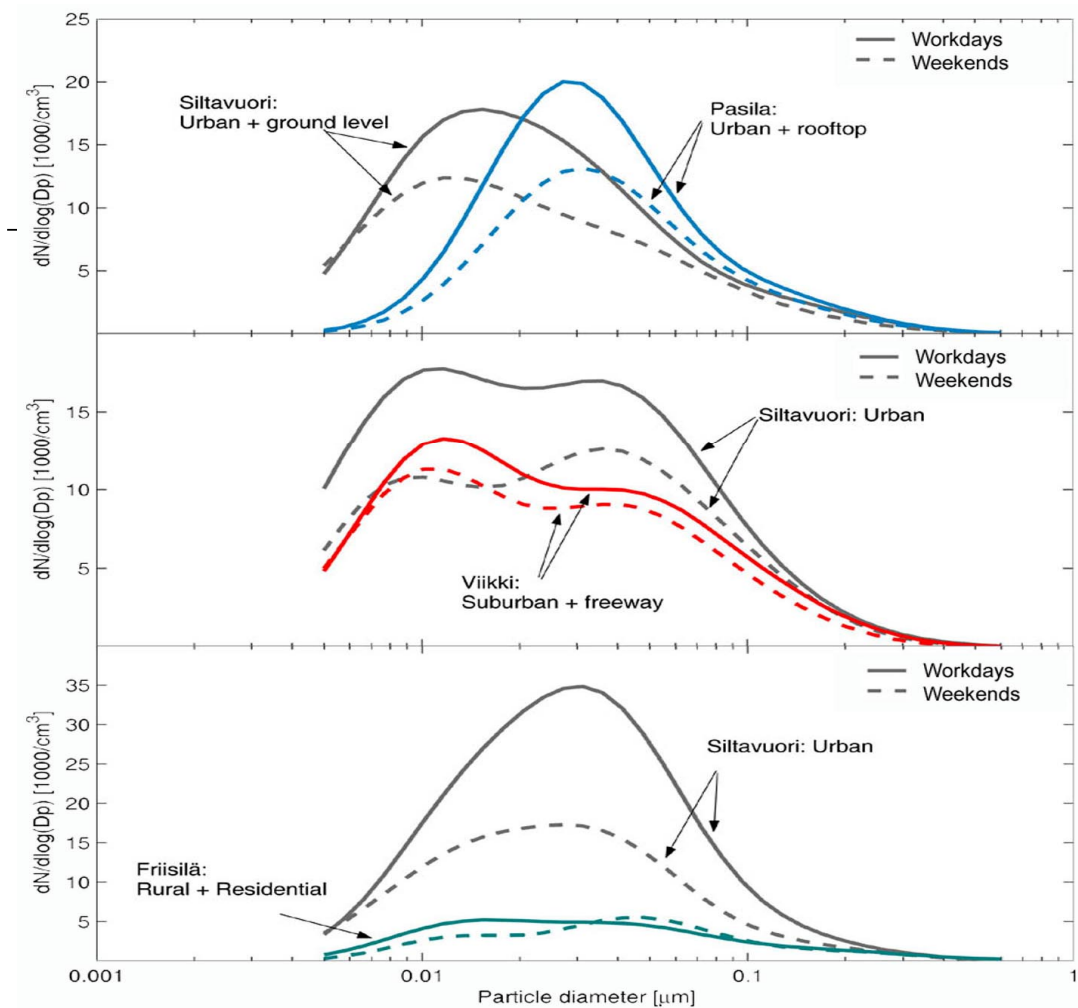 25
20
15
10
5
dN/dlog(Dp) [1000/cm³]
Workdays
Weekends
Siltavuori:
Urban + ground level
Pasila:
Urban + rooftop
15
10
5
dN/dlog(Dp) [1000/cm³]
Workdays
Weekends
Siltavuori: Urban
Viikki:
Suburban + freeway
35
30
25
20
15
10
5
dN/dlog(Dp) [1000/cm³]
Workdays
Weekends
Siltavuori: Urban
Friisilä:
Rural + Residential
0.001 0.01 0.1 1
Particle diameter [μm]